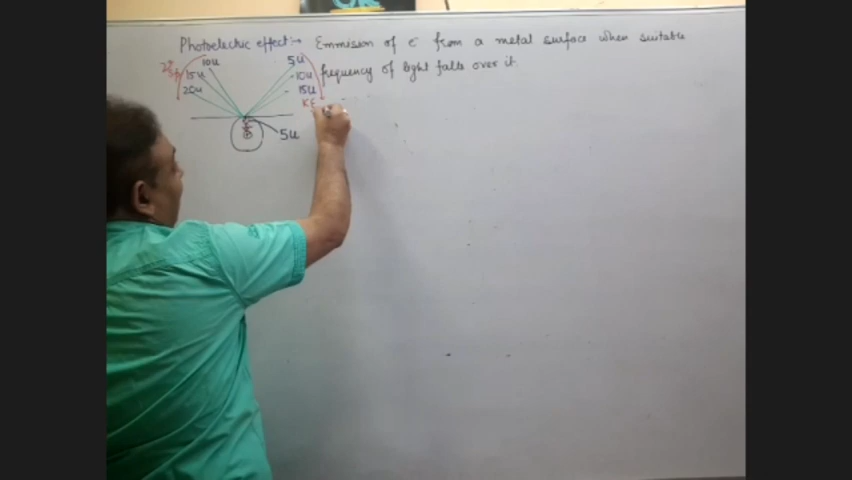 Photoelectric effect:→ Emmision of e⁻ from a metal surface when suitable
frequency of light falls over it.
10u
15u
20u
5u
10u
15u
KE
5u